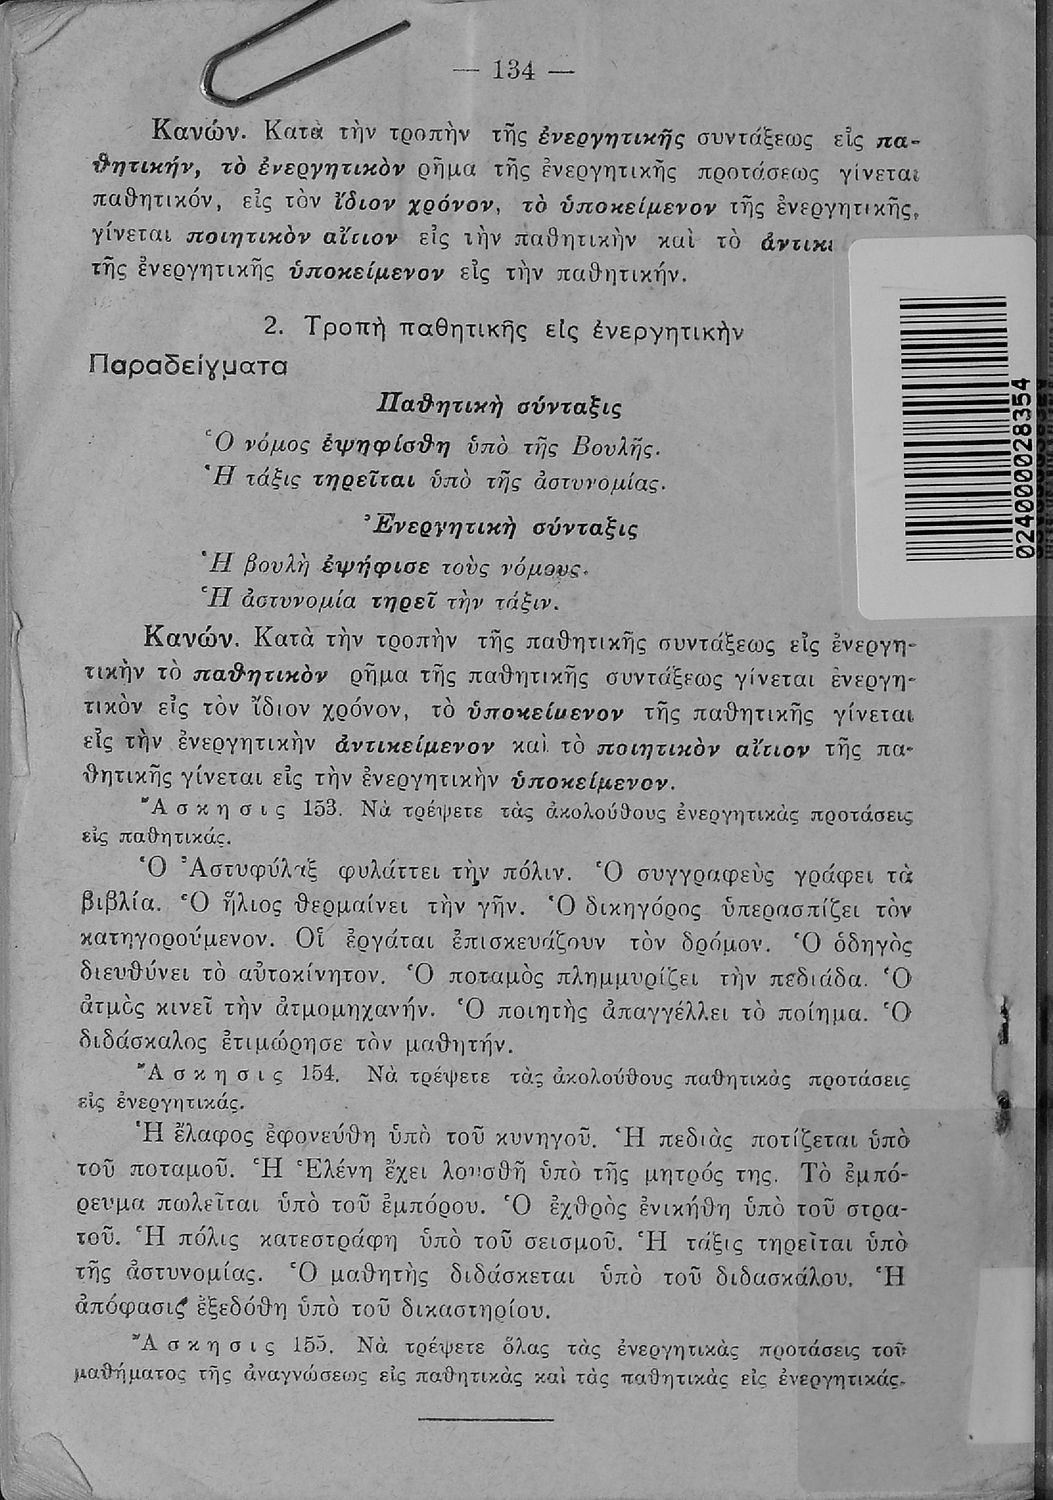 — 134 —
Κανών. Κατὰ τὴν τροπὴν τῆς ἐνεργητικῆς συντάξεως εἰς πα-
θητικήν, τὸ ἐνεργητικὸν ρῆμα τῆς ἐνεργητικῆς προτάσεως γίνεται
παθητικόν, εἰς τὸν ἴδιον χρόνον, τὸ ὑποκείμενον τῆς ἐνεργητικῆς,
γίνεται ποιητικὸν αἴτιον εἰς τὴν παθητικὴν καὶ τὸ
τῆς ἐνεργητικῆς ὑποκείμενον εἰς τὴν παθητικήν.
2. Τροπὴ παθητικῆς εἰς ἐνεργητικὴν
Παραδείγματα
Παθητικὴ σύνταξις
Ὁ νόμος ἐψηφίσθη ὑπὸ τῆς Βουλῆς.
Ἡ τάξις τηρεῖται ὑπὸ τῆς ἀστυνομίας.
Ἐνεργητικὴ σύνταξις
Ἡ βουλὴ ἐψήφισε τοὺς νόμους.
Ἡ ἀστυνομία τηρεῖ τὴν τάξιν.
Κανών. Κατὰ τὴν τροπὴν τῆς παθητικῆς συντάξεως εἰς ἐνεργη-
τικὴν τὸ παθητικὸν ρῆμα τῆς παθητικῆς συντάξεως γίνεται ἐνεργη-
τικὸν εἰς τὸν ἴδιον χρόνον, τὸ ὑποκείμενον τῆς παθητικῆς γίνεται
εἰς τὴν ἐνεργητικὴν ἀντικείμενον καὶ τὸ ποιητικὸν αἴτιον τῆς πα-
θητικῆς γίνεται εἰς τὴν ἐνεργητικὴν ὑποκείμενον.
Ἄσκησις 153. Νὰ τρέψετε τὰς ἀκολούθους ἐνεργητικὰς προτάσεις
εἰς παθητικάς.
Ὁ Ἀστυφύλαξ φυλάττει τὴν πόλιν. Ὁ συγγραφεὺς γράφει τὰ
βιβλία. Ὁ ἥλιος θερμαίνει τὴν γῆν. Ὁ δικηγόρος ὑπερασπίζει τὸν
κατηγορούμενον. Οἱ ἐργάται ἐπισκευάζουν τὸν δρόμον. Ὁ ὁδηγὸς
διευθύνει τὸ αὐτοκίνητον. Ὁ ποταμὸς πλημμυρίζει τὴν πεδιάδα. Ὁ
ἀτμὸς κινεῖ τὴν ἀτμομηχανήν. Ὁ ποιητὴς ἀπαγγέλλει τὸ ποίημα. Ὁ
διδάσκαλος ἐτιμώρησε τὸν μαθητήν.
Ἄσκησις 154. Νὰ τρέψετε τὰς ἀκολούθους παθητικὰς προτάσεις
εἰς ἐνεργητικάς.
Ἡ ἔλαφος ἐφονεύθη ὑπὸ τοῦ κυνηγοῦ. Ἡ πεδιὰς ποτίζεται ὑπὸ
τοῦ ποταμοῦ. Ἡ Ἑλένη ἔχει λουσθῆ ὑπὸ τῆς μητρός της. Τὸ ἐμπό-
ρευμα πωλεῖται ὑπὸ τοῦ ἐμπόρου. Ὁ ἐχθρὸς ἐνικήθη ὑπὸ τοῦ στρα-
τοῦ. Ἡ πόλις κατεστράφη ὑπὸ τοῦ σεισμοῦ. Ἡ τάξις τηρεῖται ὑπὸ
τῆς ἀστυνομίας. Ὁ μαθητὴς διδάσκεται ὑπὸ τοῦ διδασκάλου. Ἡ
ἀπόφασις ἐξεδόθη ὑπὸ τοῦ δικαστηρίου.
Ἄσκησις 155. Νὰ τρέψετε ὅλας τὰς ἐνεργητικὰς προτάσεις τοῦ
μαθήματος τῆς ἀναγνώσεως εἰς παθητικὰς καὶ τὰς παθητικὰς εἰς ἐνεργητικάς.
024000028354